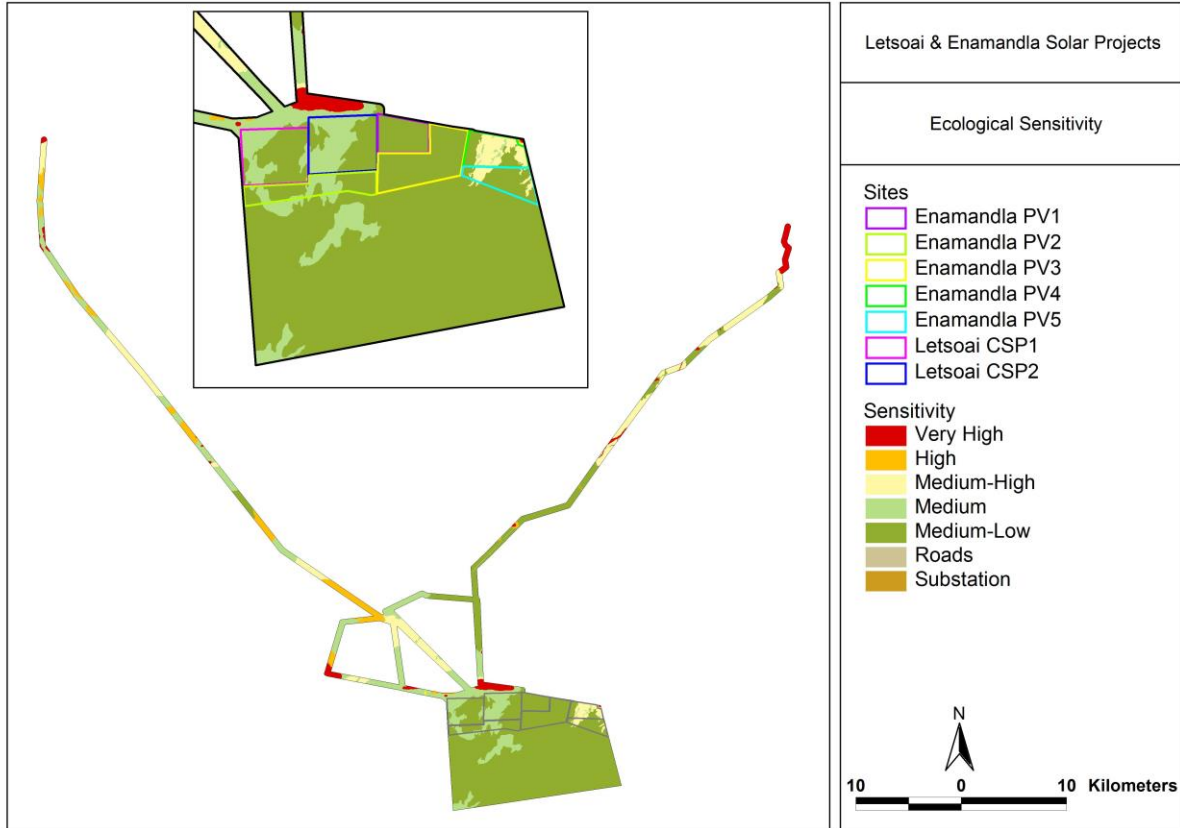 Letsoai & Enamandla Solar Projects
Ecological Sensitivity
Sites
Enamandla PV1
Enamandla PV2
Enamandla PV3
Enamandla PV4
Enamandla PV5
Letsoai CSP1
Letsoai CSP2
Sensitivity
Very High
High
Medium-High
Medium
Medium-Low
Roads
Substation
N
10 0 10 Kilometers